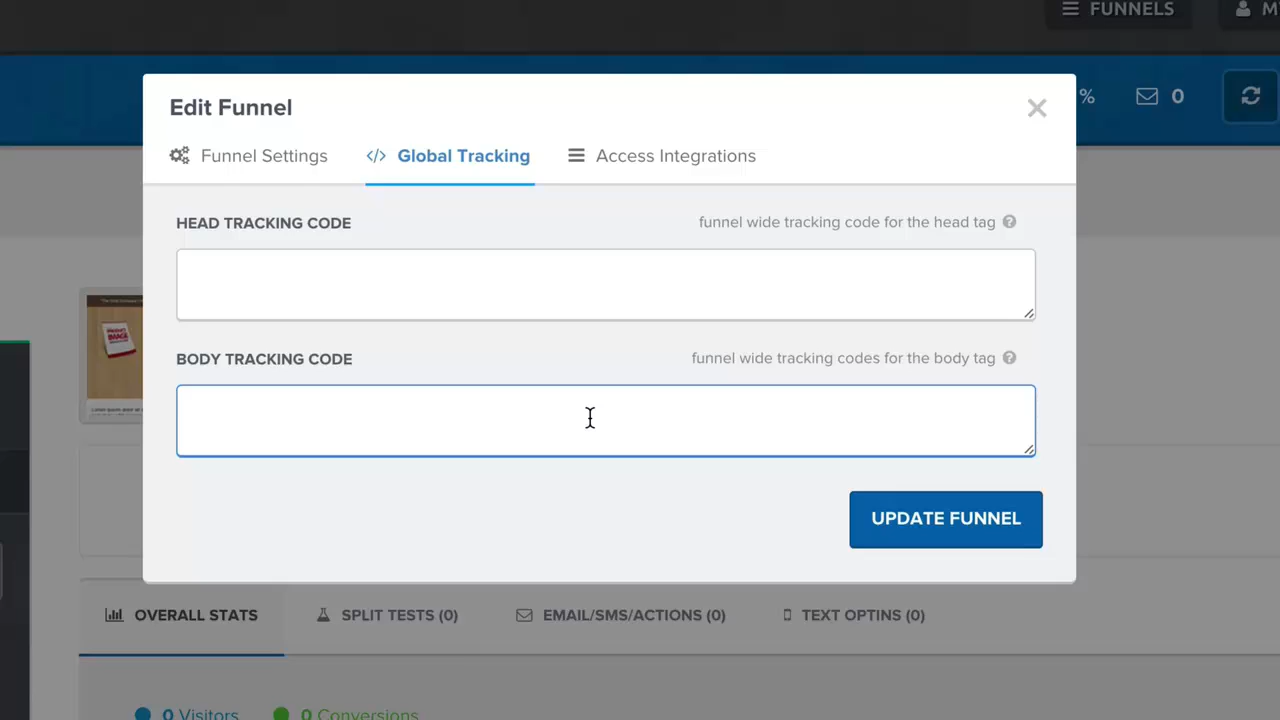 FUNNELS
M
Edit Funnel
% 0
Funnel Settings Global Tracking Access Integrations
HEAD TRACKING CODE funnel wide tracking code for the head tag
BODY TRACKING CODE funnel wide tracking codes for the body tag
PRODUCT
IMAGE
UPDATE FUNNEL
OVERALL STATS SPLIT TESTS (0) EMAIL/SMS/ACTIONS (0) TEXT OPTINS (0)
0 Visitors 0 Conversions